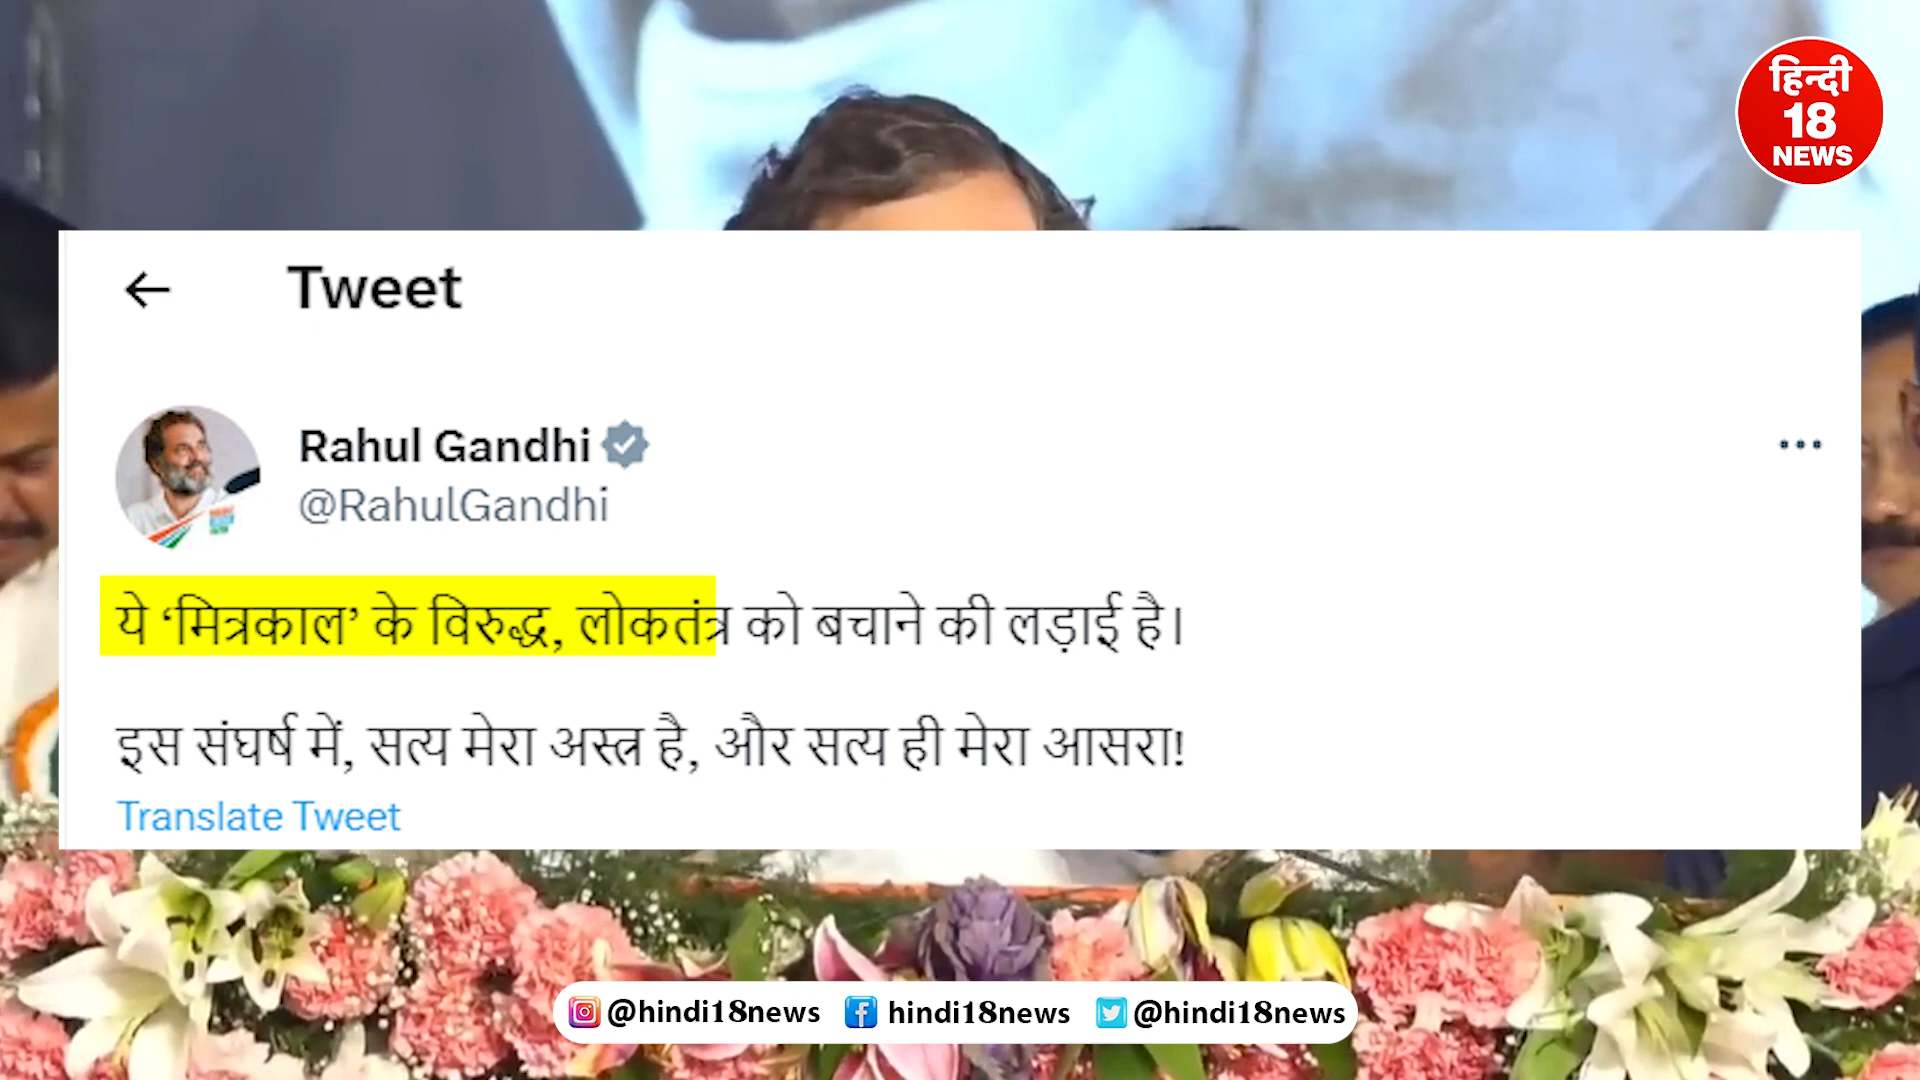 हिन्दी
18
NEWS
Tweet
Rahul Gandhi
@RahulGandhi
ये ‘मित्रकाल’ के विरुद्ध, लोकतंत्र को बचाने की लड़ाई है।
इस संघर्ष में, सत्य मेरा अस्त्र है, और सत्य ही मेरा आसरा!
Translate Tweet
@hindi18news hindi18news @hindi18news